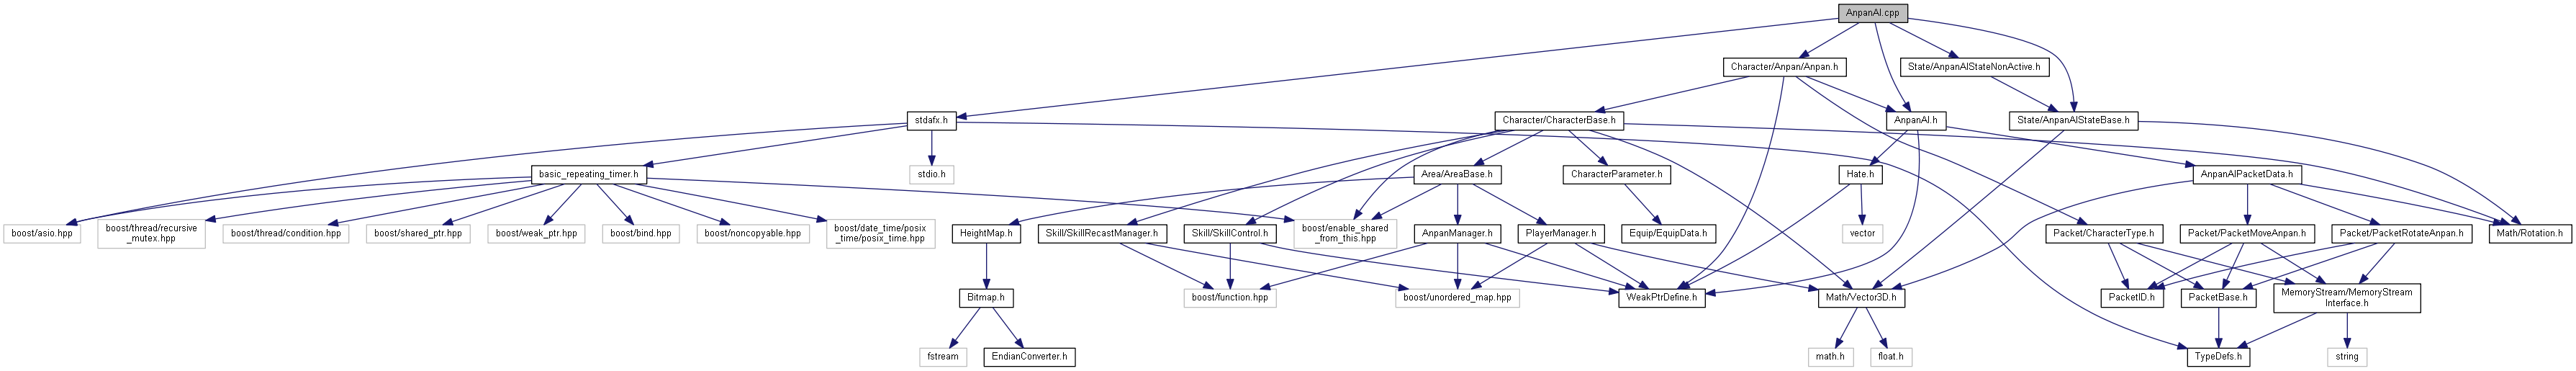 AnpanAI.cpp
Character/Anpan/Anpan.h
State/AnpanAIStateNonActive.h
stdafx.h
Character/CharacterBase.h
AnpanAI.h
State/AnpanAIStateBase.h
basic_repeating_timer.h
stdio.h
Area/AreaBase.h
CharacterParameter.h
Hate.h
AnpanAIPacketData.h
boost/asio.hpp
boost/thread/recursive
_mutex.hpp
boost/thread/condition.hpp
boost/shared_ptr.hpp
boost/weak_ptr.hpp
boost/bind.hpp
boost/noncopyable.hpp
boost/date_time/posix
_time/posix_time.hpp
HeightMap.h
Skill/SkillRecastManager.h
Skill/SkillControl.h
boost/enable_shared
_from_this.hpp
AnpanManager.h
PlayerManager.h
Equip/EquipData.h
vector
Packet/CharacterType.h
Packet/PacketMoveAnpan.h
Packet/PacketRotateAnpan.h
Math/Rotation.h
Bitmap.h
boost/function.hpp
boost/unordered_map.hpp
WeakPtrDefine.h
Math/Vector3D.h
PacketID.h
PacketBase.h
MemoryStream/MemoryStream
Interface.h
fstream
EndianConverter.h
math.h
float.h
TypeDefs.h
string